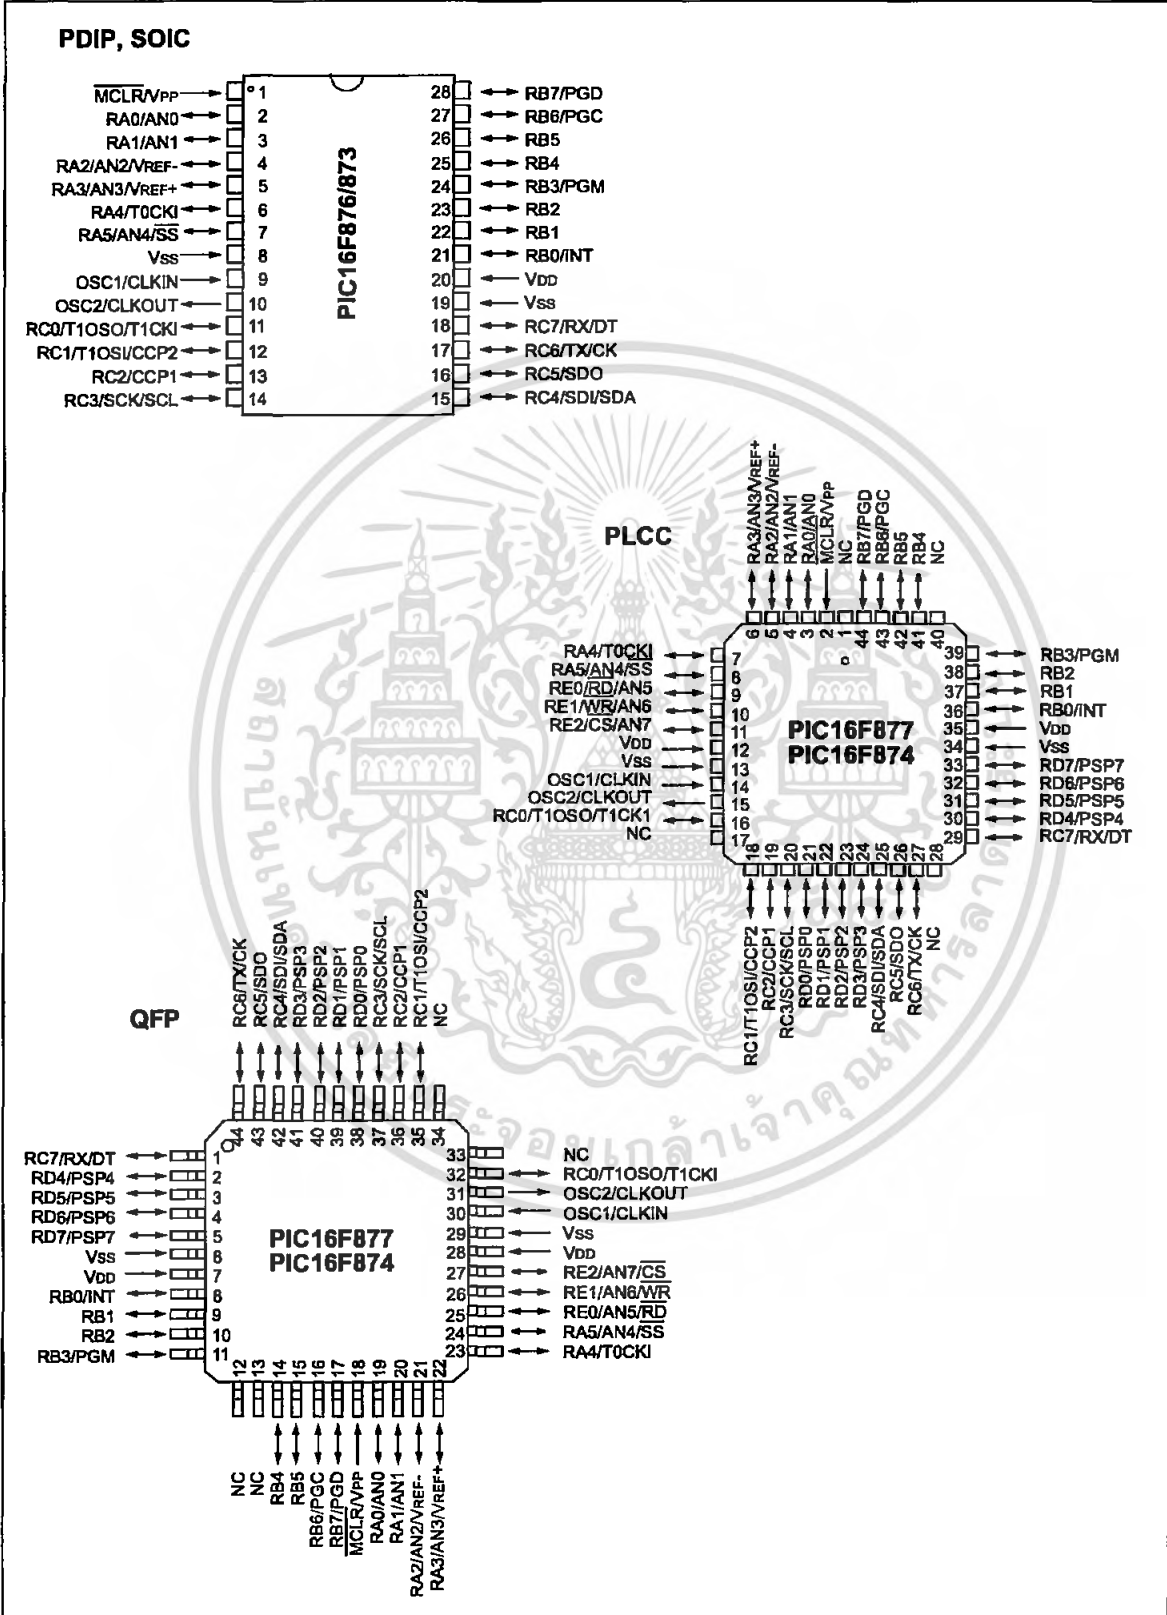 PDIP, SOIC
MCLR/VPP 1
RA0/AN0 2
RA1/AN1 3
RA2/AN2/VREF- 4
RA3/AN3/VREF+ 5
RA4/T0CKI 6
RA5/AN4/SS 7
VSS 8
OSC1/CLKIN 9
OSC2/CLKOUT 10
RC0/T1OSO/T1CKI 11
RC1/T1OSI/CCP2 12
RC2/CCP1 13
RC3/SCK/SCL 14
PIC16F876/873
28 RB7/PGD
27 RB6/PGC
26 RB5
25 RB4
24 RB3/PGM
23 RB2
22 RB1
21 RB0/INT
20 VDD
19 VSS
18 RC7/RX/DT
17 RC6/TX/CK
16 RC5/SDO
15 RC4/SDI/SDA
PLCC
RA3/AN3/VREF+ 6
RA2/AN2/VREF- 5
RA1/AN1 4
RA0/AN0 3
MCLR/VPP 2
NC 1
RB7/PGD 44
RB6/PGC 43
RB5 42
RB4 41
NC 40
RA4/T0CKI 7
RA5/AN4/SS 8
RE0/RD/AN5 9
RE1/WR/AN6 10
RE2/CS/AN7 11
VDD 12
VSS 13
OSC1/CLKIN 14
OSC2/CLKOUT 15
RC0/T1OSO/T1CK1 16
NC 17
PIC16F877
PIC16F874
39 RB3/PGM
38 RB2
37 RB1
36 RB0/INT
35 VDD
34 VSS
33 RD7/PSP7
32 RD6/PSP6
31 RD5/PSP5
30 RD4/PSP4
29 RC7/RX/DT
18 RC1/T1OSI/CCP2
19 RC2/CCP1
20 RC3/SCK/SCL
21 RD0/PSP0
22 RD1/PSP1
23 RD2/PSP2
24 RD3/PSP3
25 RC4/SDI/SDA
26 RC5/SDO
27 RC6/TX/CK
28 NC
QFP
RC6/TX/CK 44
RC5/SDO 43
RC4/SDI/SDA 42
RD3/PSP3 41
RD2/PSP2 40
RD1/PSP1 39
RD0/PSP0 38
RC3/SCK/SCL 37
RC2/CCP1 36
RC1/T1OSI/CCP2 35
NC 34
RC7/RX/DT 1
RD4/PSP4 2
RD5/PSP5 3
RD6/PSP6 4
RD7/PSP7 5
VSS 6
VDD 7
RB0/INT 8
RB1 9
RB2 10
RB3/PGM 11
PIC16F877
PIC16F874
33 NC
32 RC0/T1OSO/T1CKI
31 OSC2/CLKOUT
30 OSC1/CLKIN
29 VSS
28 VDD
27 RE2/AN7/CS
26 RE1/AN6/WR
25 RE0/AN5/RD
24 RA5/AN4/SS
23 RA4/T0CKI
12 NC
13 NC
14 RB4
15 RB5
16 RB6/PGC
17 RB7/PGD
18 MCLR/VPP
19 RA0/AN0
20 RA1/AN1
21 RA2/AN2/VREF-
22 RA3/AN3/VREF+